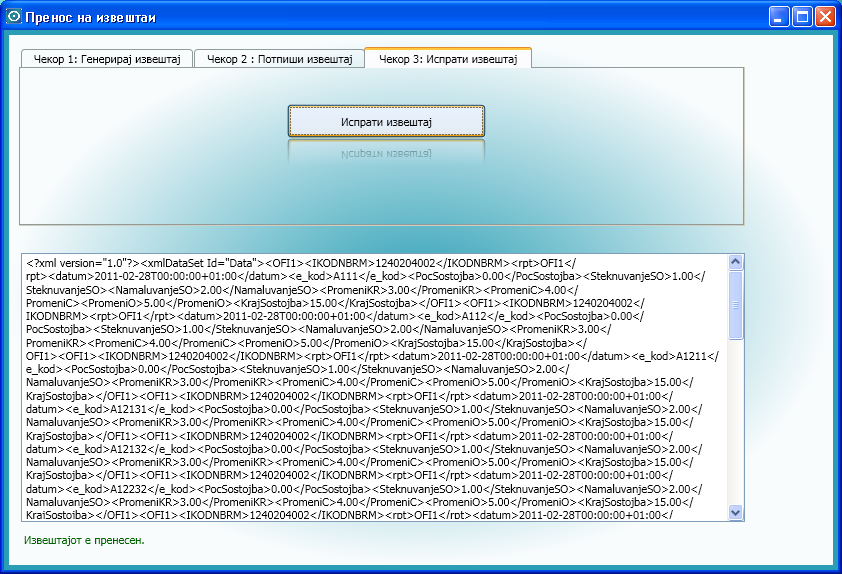 Пренос на извештаи
Чекор 1: Генерирај извештај
Чекор 2 : Потпиши извештај
Чекор 3: Испрати извештај
Испрати извештај
Испрати извештај
<?xml version="1.0"?><xmlDataSet Id="Data"><OFI1><IKODNBRM>1240204002</IKODNBRM><rpt>OFI1</
rpt><datum>2011-02-28T00:00:00+01:00</datum><e_kod>A111</e_kod><PocSostojba>0.00</PocSostojba><SteknuvanjeSO>1.00</
SteknuvanjeSO><NamaluvanjeSO>2.00</NamaluvanjeSO><PromeniKR>3.00</PromeniKR><PromeniC>4.00</
PromeniC><PromeniO>5.00</PromeniO><KrajSostojba>15.00</KrajSostojba></OFI1><OFI1><IKODNBRM>1240204002</
IKODNBRM><rpt>OFI1</rpt><datum>2011-02-28T00:00:00+01:00</datum><e_kod>A112</e_kod><PocSostojba>0.00</
PocSostojba><SteknuvanjeSO>1.00</SteknuvanjeSO><NamaluvanjeSO>2.00</NamaluvanjeSO><PromeniKR>3.00</
PromeniKR><PromeniC>4.00</PromeniC><PromeniO>5.00</PromeniO><KrajSostojba>15.00</KrajSostojba></
OFI1><OFI1><IKODNBRM>1240204002</IKODNBRM><rpt>OFI1</rpt><datum>2011-02-28T00:00:00+01:00</datum><e_kod>A1211</
e_kod><PocSostojba>0.00</PocSostojba><SteknuvanjeSO>1.00</SteknuvanjeSO><NamaluvanjeSO>2.00</
NamaluvanjeSO><PromeniKR>3.00</PromeniKR><PromeniC>4.00</PromeniC><PromeniO>5.00</PromeniO><KrajSostojba>15.00</
KrajSostojba></OFI1><OFI1><IKODNBRM>1240204002</IKODNBRM><rpt>OFI1</rpt><datum>2011-02-28T00:00:00+01:00</
datum><e_kod>A12131</e_kod><PocSostojba>0.00</PocSostojba><SteknuvanjeSO>1.00</SteknuvanjeSO><NamaluvanjeSO>2.00</
NamaluvanjeSO><PromeniKR>3.00</PromeniKR><PromeniC>4.00</PromeniC><PromeniO>5.00</PromeniO><KrajSostojba>15.00</
KrajSostojba></OFI1><OFI1><IKODNBRM>1240204002</IKODNBRM><rpt>OFI1</rpt><datum>2011-02-28T00:00:00+01:00</
datum><e_kod>A12132</e_kod><PocSostojba>0.00</PocSostojba><SteknuvanjeSO>1.00</SteknuvanjeSO><NamaluvanjeSO>2.00</
NamaluvanjeSO><PromeniKR>3.00</PromeniKR><PromeniC>4.00</PromeniC><PromeniO>5.00</PromeniO><KrajSostojba>15.00</
KrajSostojba></OFI1><OFI1><IKODNBRM>1240204002</IKODNBRM><rpt>OFI1</rpt><datum>2011-02-28T00:00:00+01:00</
datum><e_kod>A12232</e_kod><PocSostojba>0.00</PocSostojba><SteknuvanjeSO>1.00</SteknuvanjeSO><NamaluvanjeSO>2.00</
NamaluvanjeSO><PromeniKR>3.00</PromeniKR><PromeniC>4.00</PromeniC><PromeniO>5.00</PromeniO><KrajSostojba>15.00</
KrajSostojba></OFI1><OFI1><IKODNBRM>1240204002</IKODNBRM><rpt>OFI1</rpt><datum>2011-02-28T00:00:00+01:00</
Извештајот е пренесен.